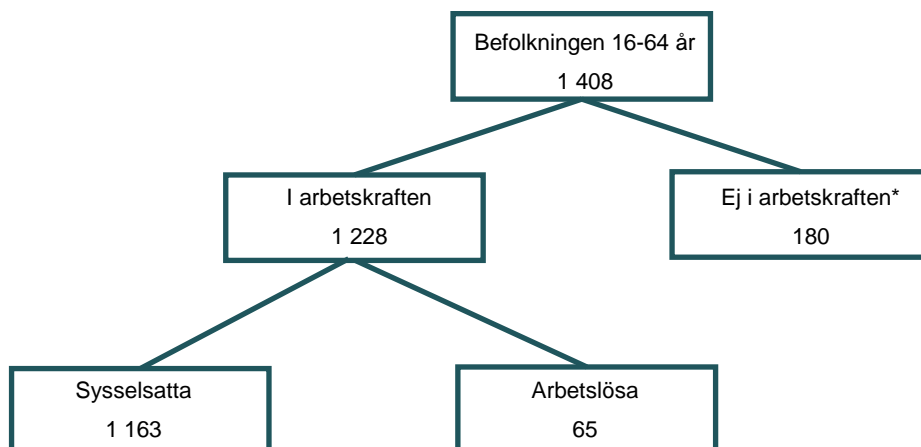 Befolkningen 16-64 år
1 408
I arbetskraften
1 228
Ej i arbetskraften*
180
Sysselsatta
1 163
Arbetslösa
65